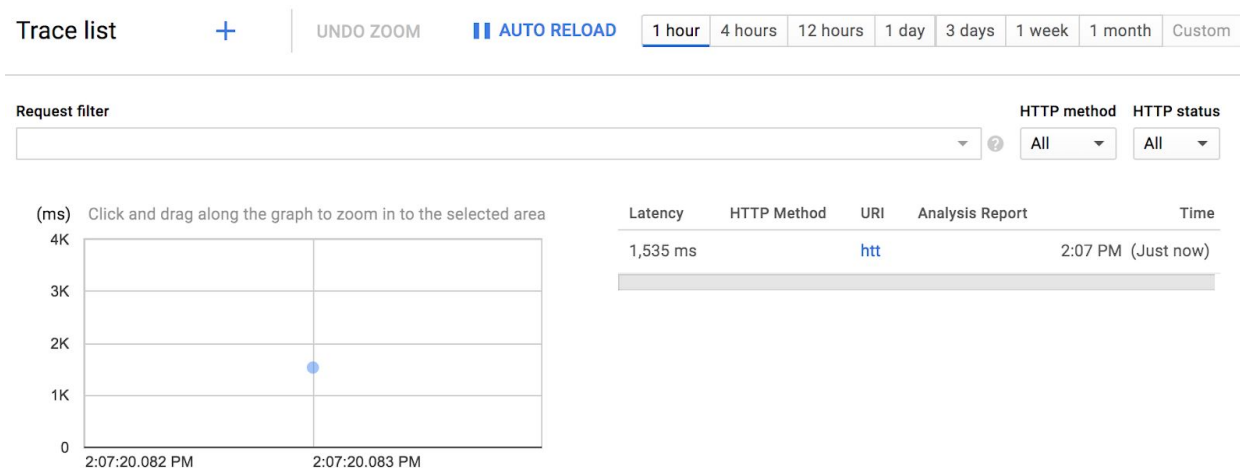 Trace list + UNDO ZOOM AUTO RELOAD 1 hour 4 hours 12 hours 1 day 3 days 1 week 1 month Custom
Request filter HTTP method HTTP status
? All All
(ms) Click and drag along the graph to zoom in to the selected area
4K
3K
2K
1K
0
2:07:20.082 PM 2:07:20.083 PM
Latency HTTP Method URI Analysis Report Time
1,535 ms htt 2:07 PM (Just now)